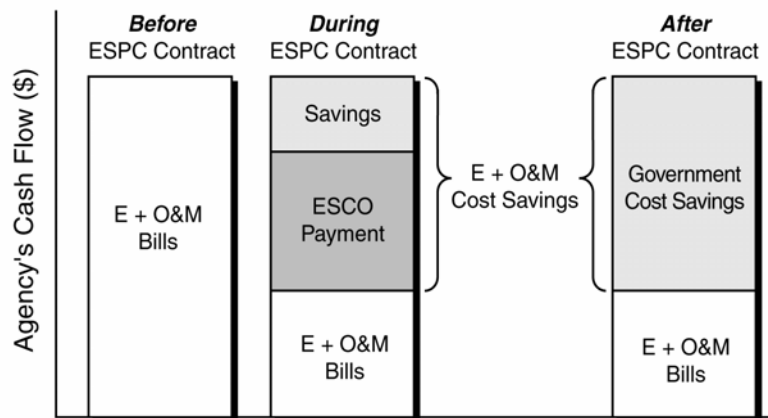 Before
ESPC Contract
During
ESPC Contract
After
ESPC Contract
Agency's Cash Flow ($)
E + O&M
Bills
Savings
ESCO
Payment
E + O&M
Bills
E + O&M
Cost Savings
Government
Cost Savings
E + O&M
Bills